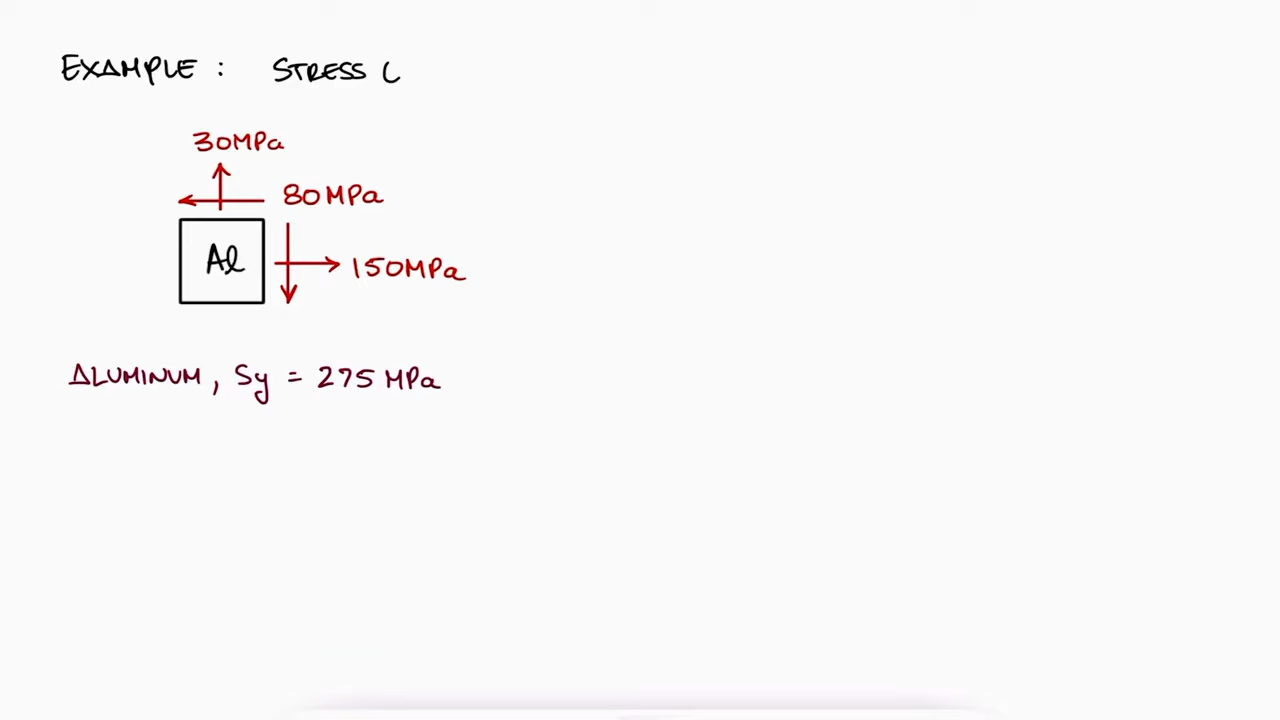 EXAMPLE : STRESS C
30MPa
80MPa
Al
150MPa
ALUMINUM, Sy = 275 MPa